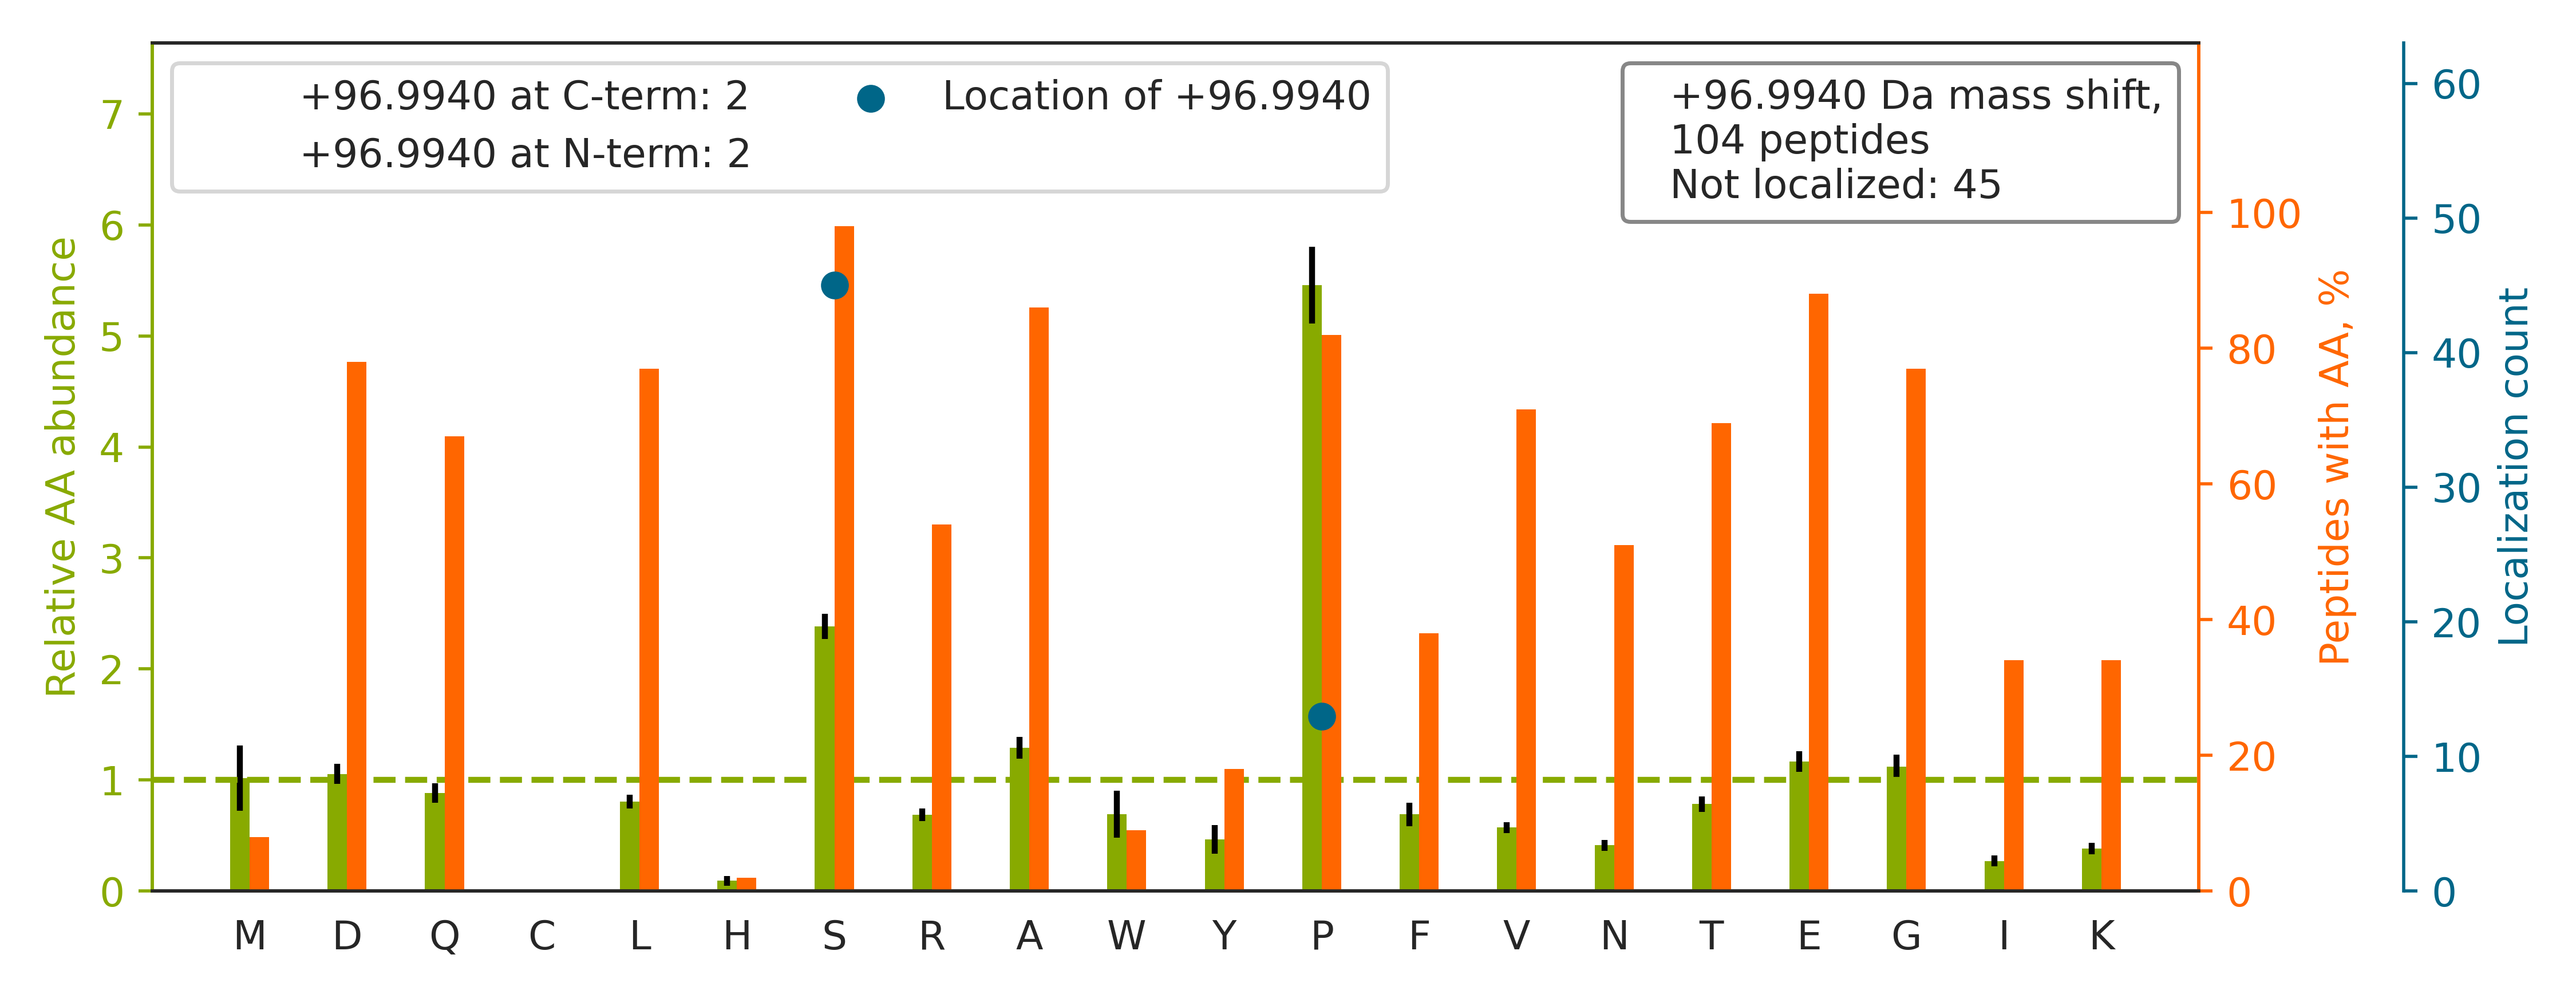 +96.9940 at C-term: 2
+96.9940 at N-term: 2
Location of +96.9940
+96.9940 Da mass shift,
104 peptides
Not localized: 45
Relative AA abundance
7
6
5
4
3
2
1
0
Peptides with AA, %
100
80
60
40
20
0
Localization count
60
50
40
30
20
10
0
M D Q C L H S R A W Y P F V N T E G I K